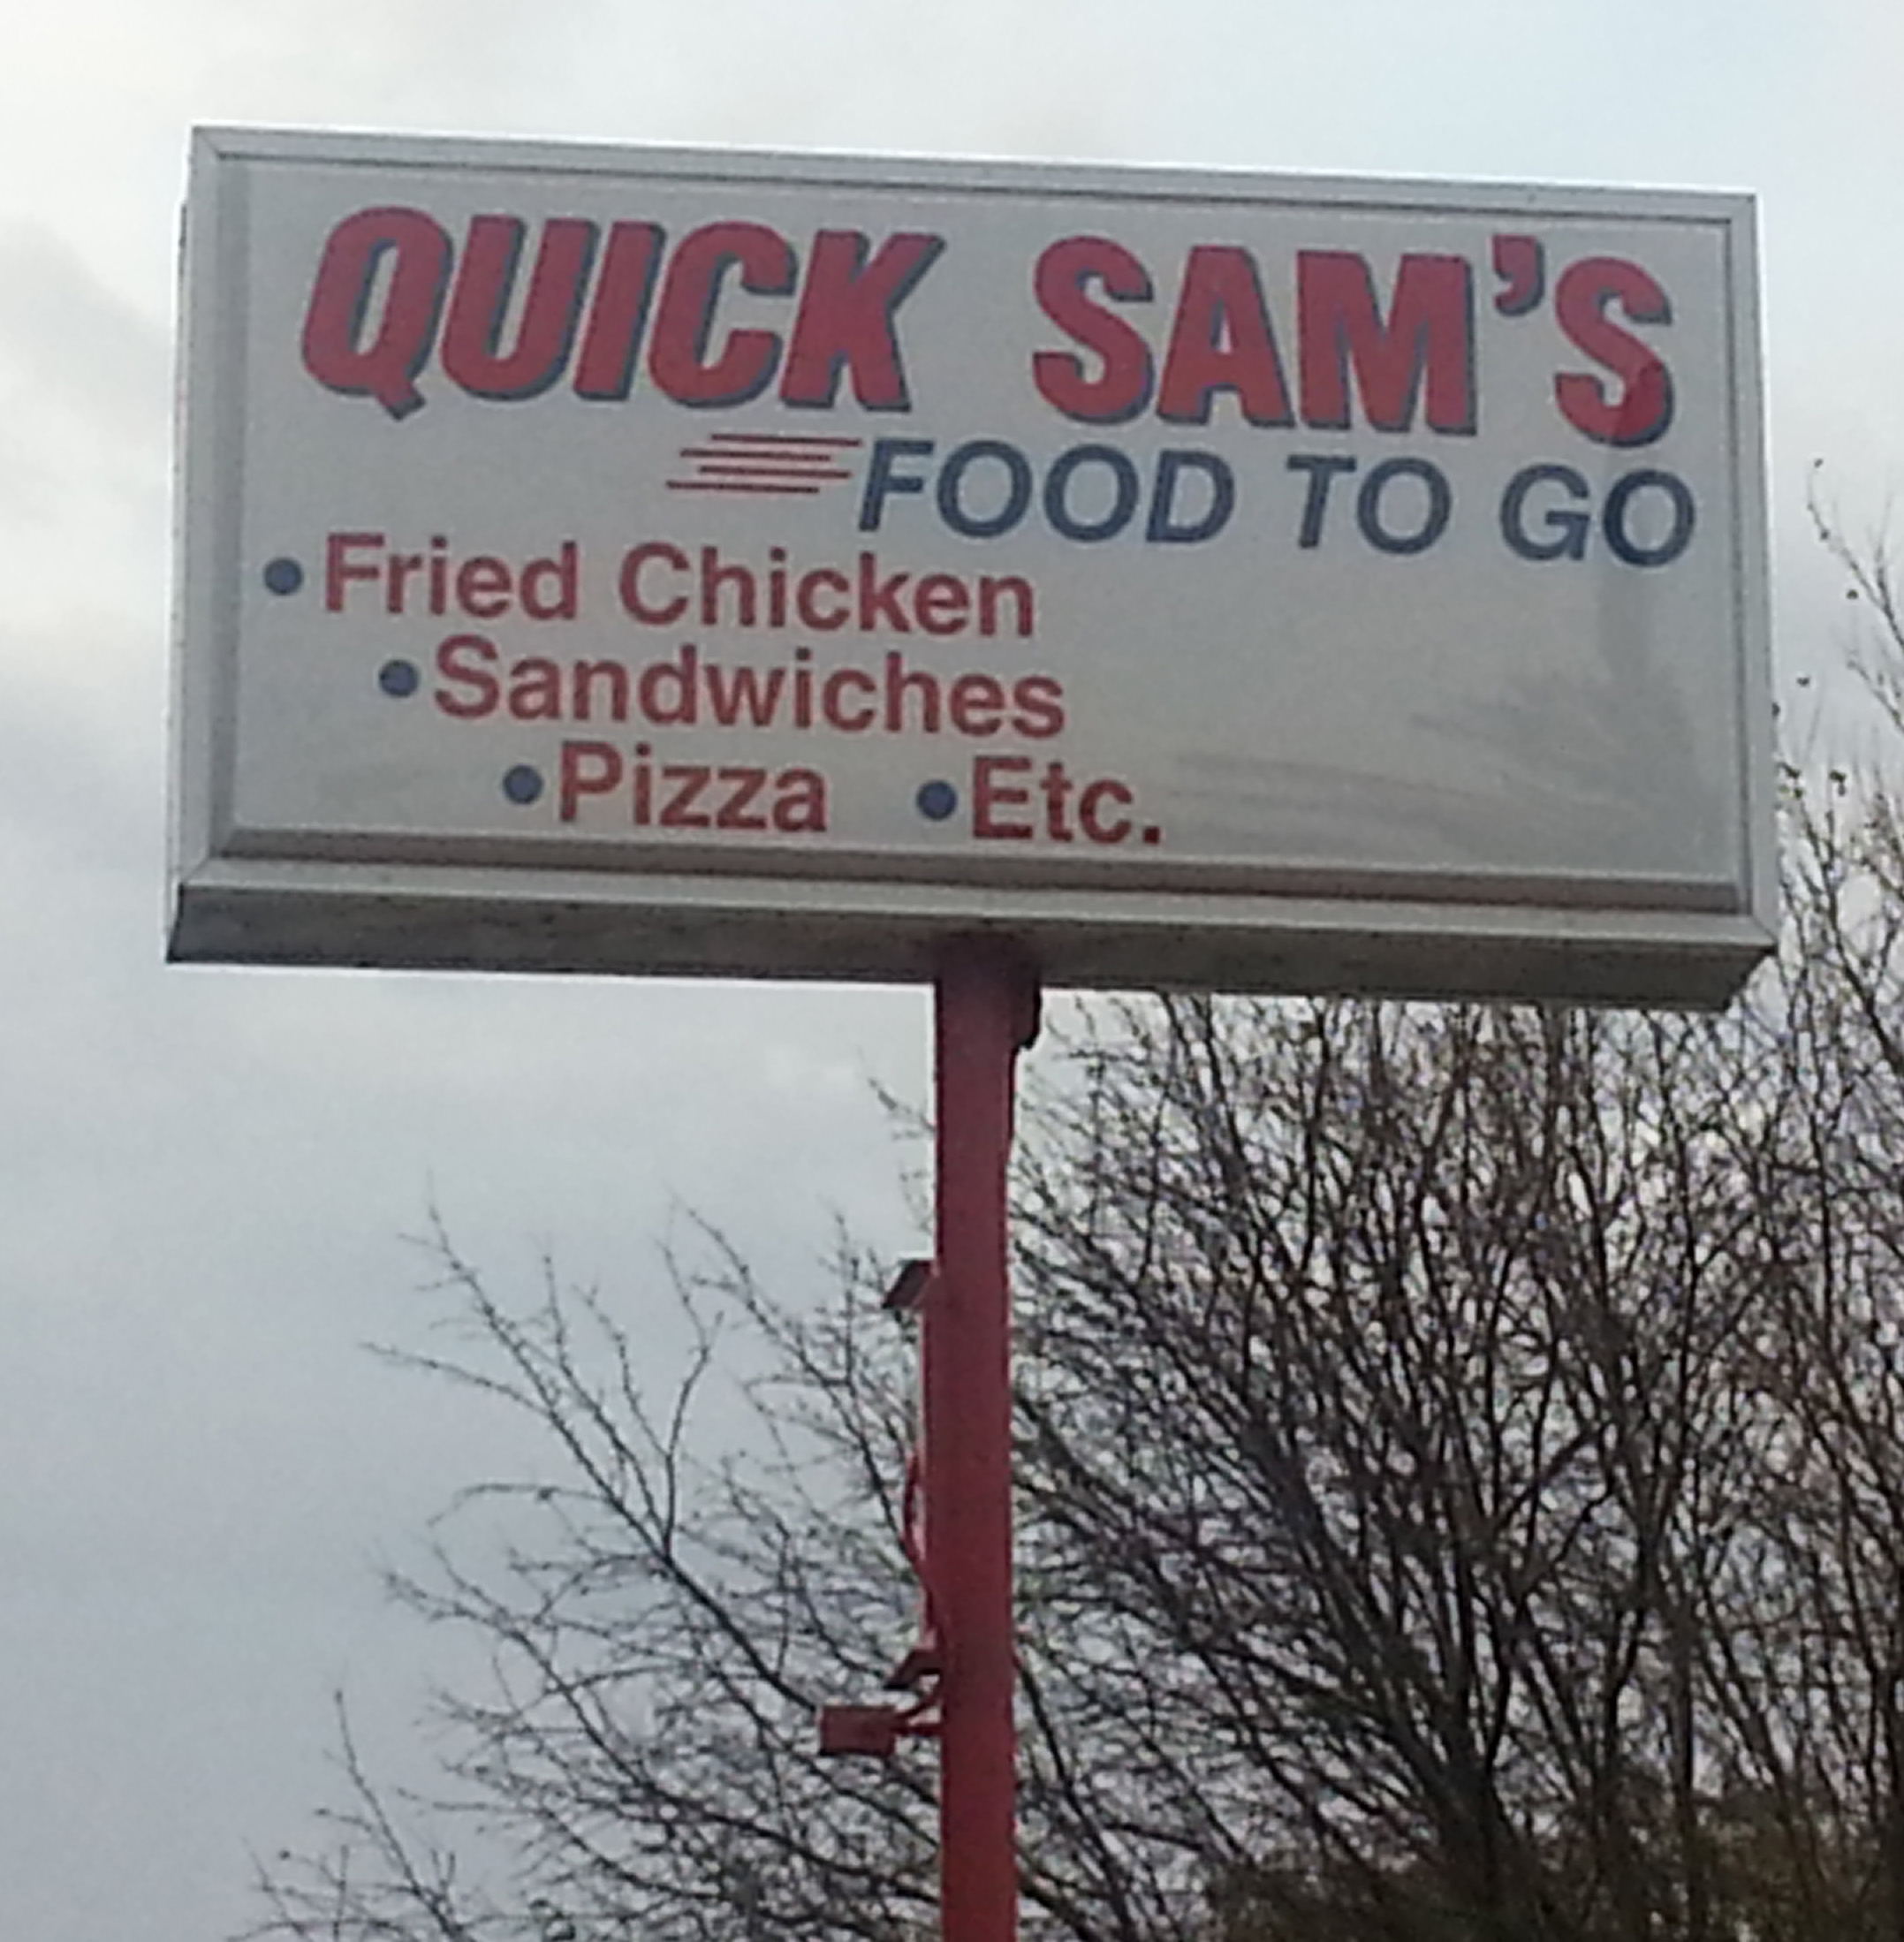 QUICK SAM'S
FOOD TO GO
• Fried Chicken
• Sandwiches
• Pizza • Etc.